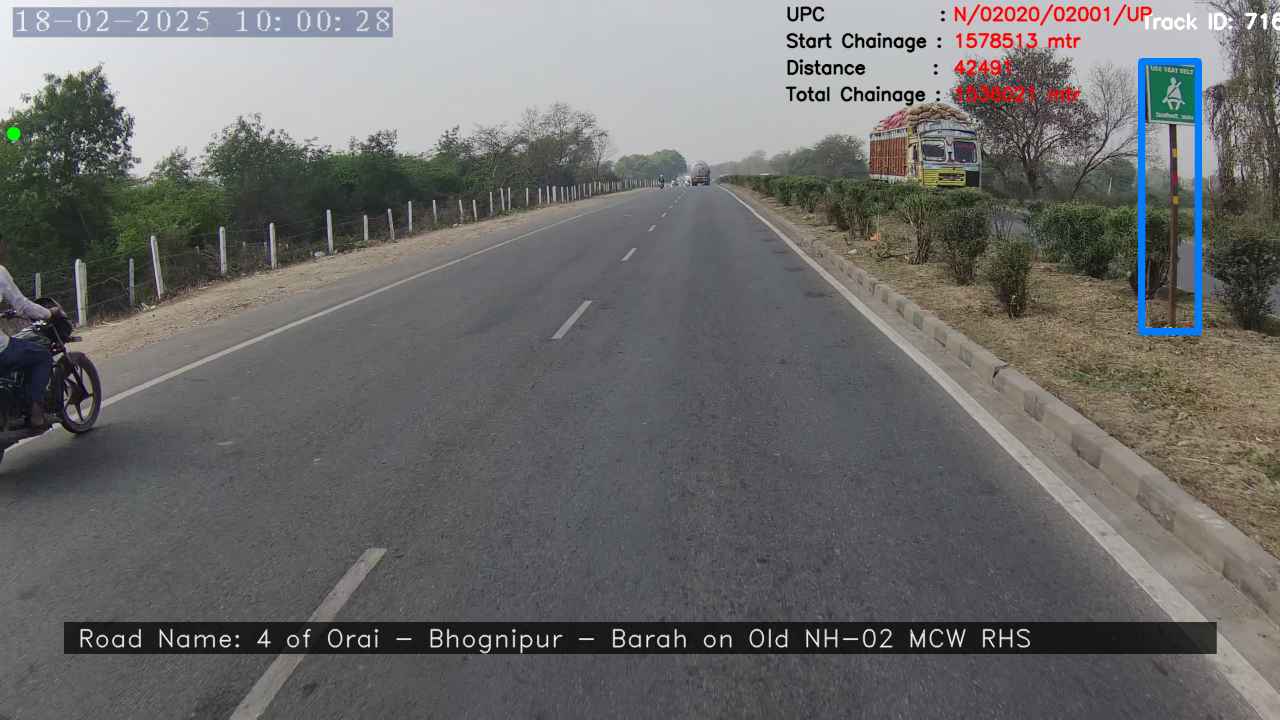 18-02-2025 10:00:28
UPC : N/02020/02001/UP
Track ID: 716
Start Chainage : 1578513 mtr
Distance : 42491
Total Chainage : 1536021 mtr
USE SEAT BELT
Road Name: 4 of Orai - Bhognipur - Barah on Old NH-02 MCW RHS